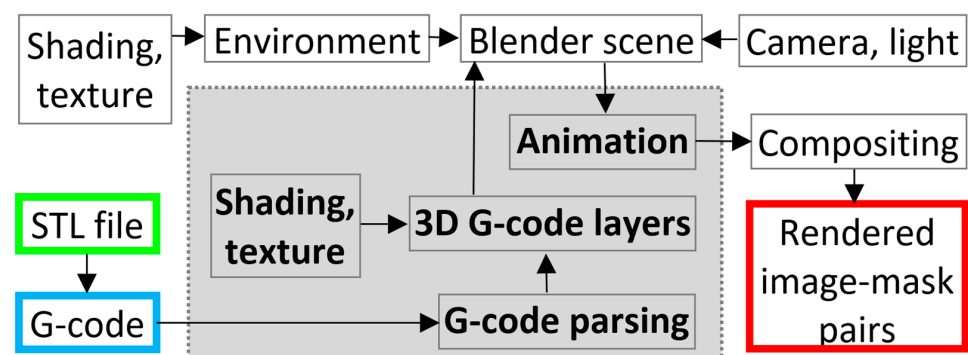 Shading,
texture
Environment
Blender scene
Camera, light
Animation
Compositing
Shading,
texture
3D G-code layers
STL file
G-code
G-code parsing
Rendered
image-mask
pairs